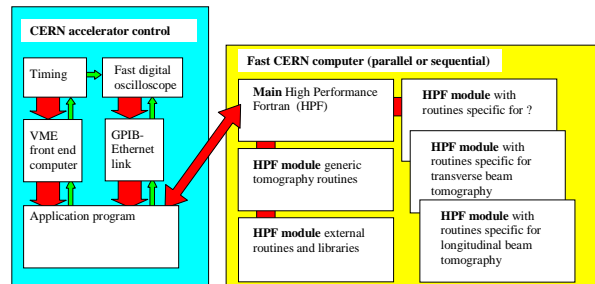 CERN accelerator control
Timing
Fast digital
oscilloscope
VME
front end
computer
GPIB-
Ethernet
link
Application program
Fast CERN computer (parallel or sequential)
Main High Performance
Fortran (HPF)
HPF module generic
tomography routines
HPF module external
routines and libraries
HPF module with
routines specific for ?
HPF module with
routines specific for
transverse beam
tomography
HPF module with
routines specific for
longitudinal beam
tomography